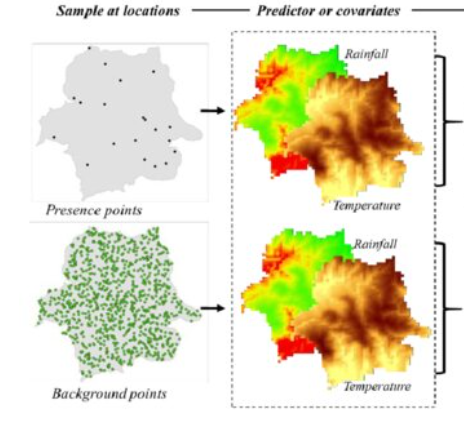 Sample at locations
Predictor or covariates
Rainfall
Presence points
Temperature
Rainfall
Background points
Temperature